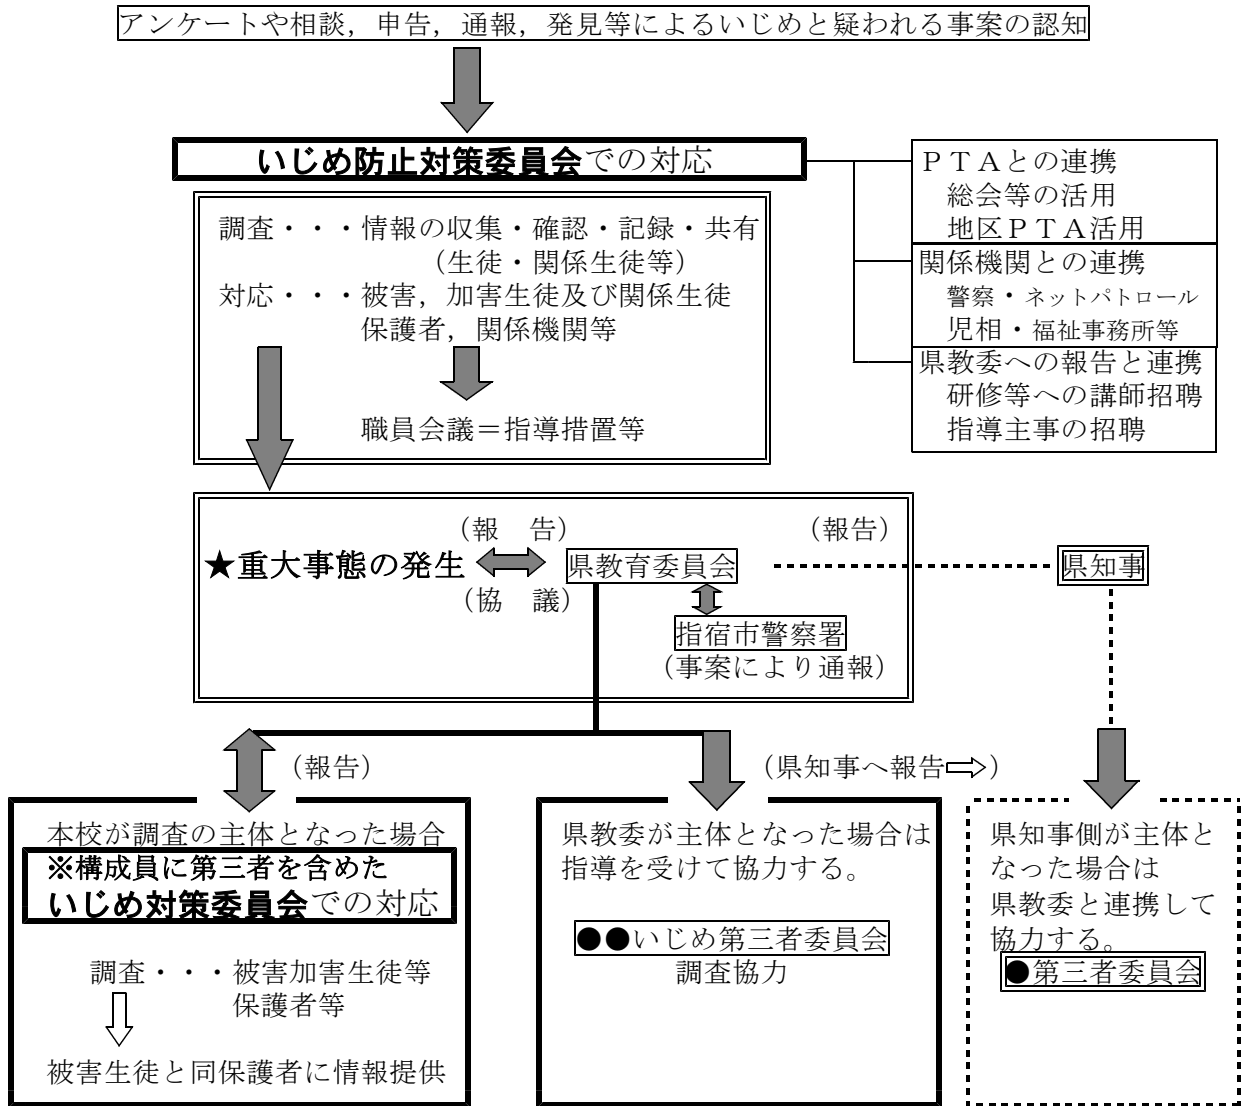 アンケートや相談，申告，通報，発見等によるいじめと疑われる事案の認知
いじめ防止対策委員会での対応
調査・・・情報の収集・確認・記録・共有
（生徒・関係生徒等）
対応・・・被害，加害生徒及び関係生徒
保護者，関係機関等
職員会議＝指導措置等
ＰＴＡとの連携
総会等の活用
地区ＰＴＡ活用
関係機関との連携
警察・ネットパトロール
児相・福祉事務所等
県教委への報告と連携
研修等への講師招聘
指導主事の招聘
（報　告）
（報告）
★重大事態の発生
県教育委員会
県知事
（協　議）
指宿市警察署
（事案により通報）
（報告）
（県知事へ報告⇨）
本校が調査の主体となった場合
※構成員に第三者を含めた
いじめ対策委員会での対応
調査・・・被害加害生徒等
保護者等
被害生徒と同保護者に情報提供
県教委が主体となった場合は
指導を受けて協力する。
●●いじめ第三者委員会
調査協力
県知事側が主体と
なった場合は
県教委と連携して
協力する。
●第三者委員会